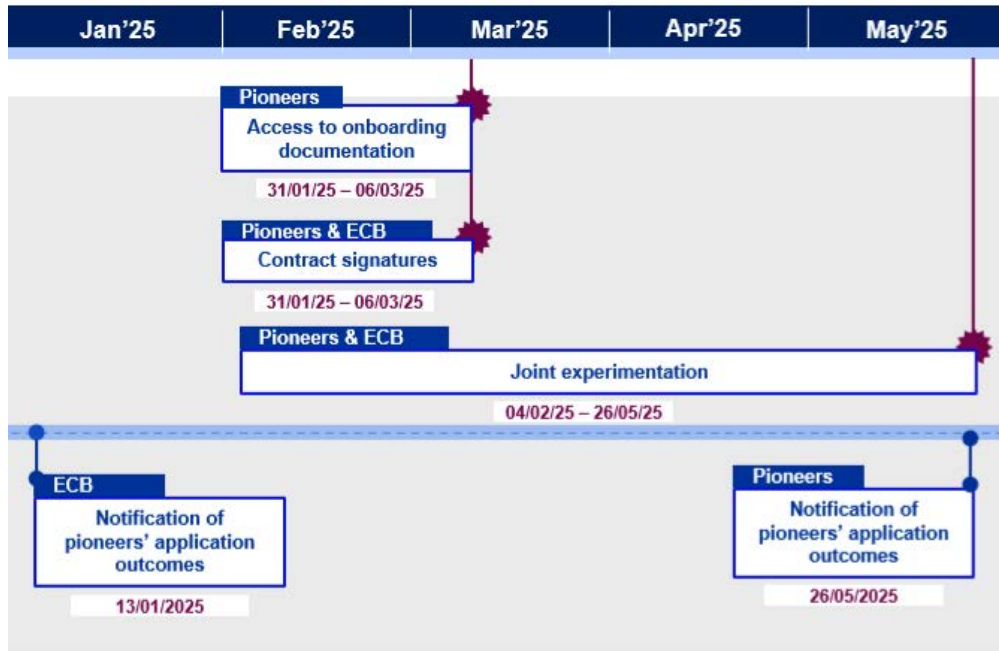 Jan'25
Feb'25
Mar'25
Apr'25
May'25
Pioneers
Access to onboarding
documentation
31/01/25 – 06/03/25
Pioneers & ECB
Contract signatures
31/01/25 – 06/03/25
Pioneers & ECB
Joint experimentation
04/02/25 – 26/05/25
ECB
Notification of
pioneers' application
outcomes
13/01/2025
Pioneers
Notification of
pioneers' application
outcomes
26/05/2025